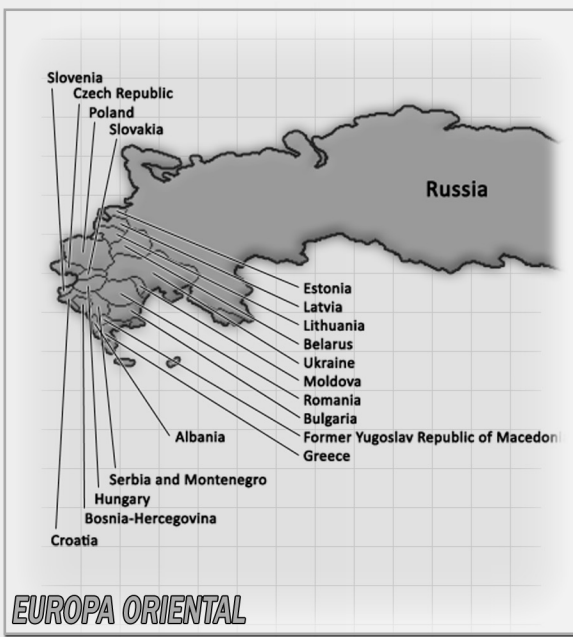 Slovenia
Czech Republic
Poland
Slovakia
Russia
Estonia
Latvia
Lithuania
Belarus
Ukraine
Moldova
Romania
Bulgaria
Former Yugoslav Republic of Macedoni
Greece
Albania
Serbia and Montenegro
Hungary
Bosnia-Hercegovina
Croatia
EUROPA ORIENTAL